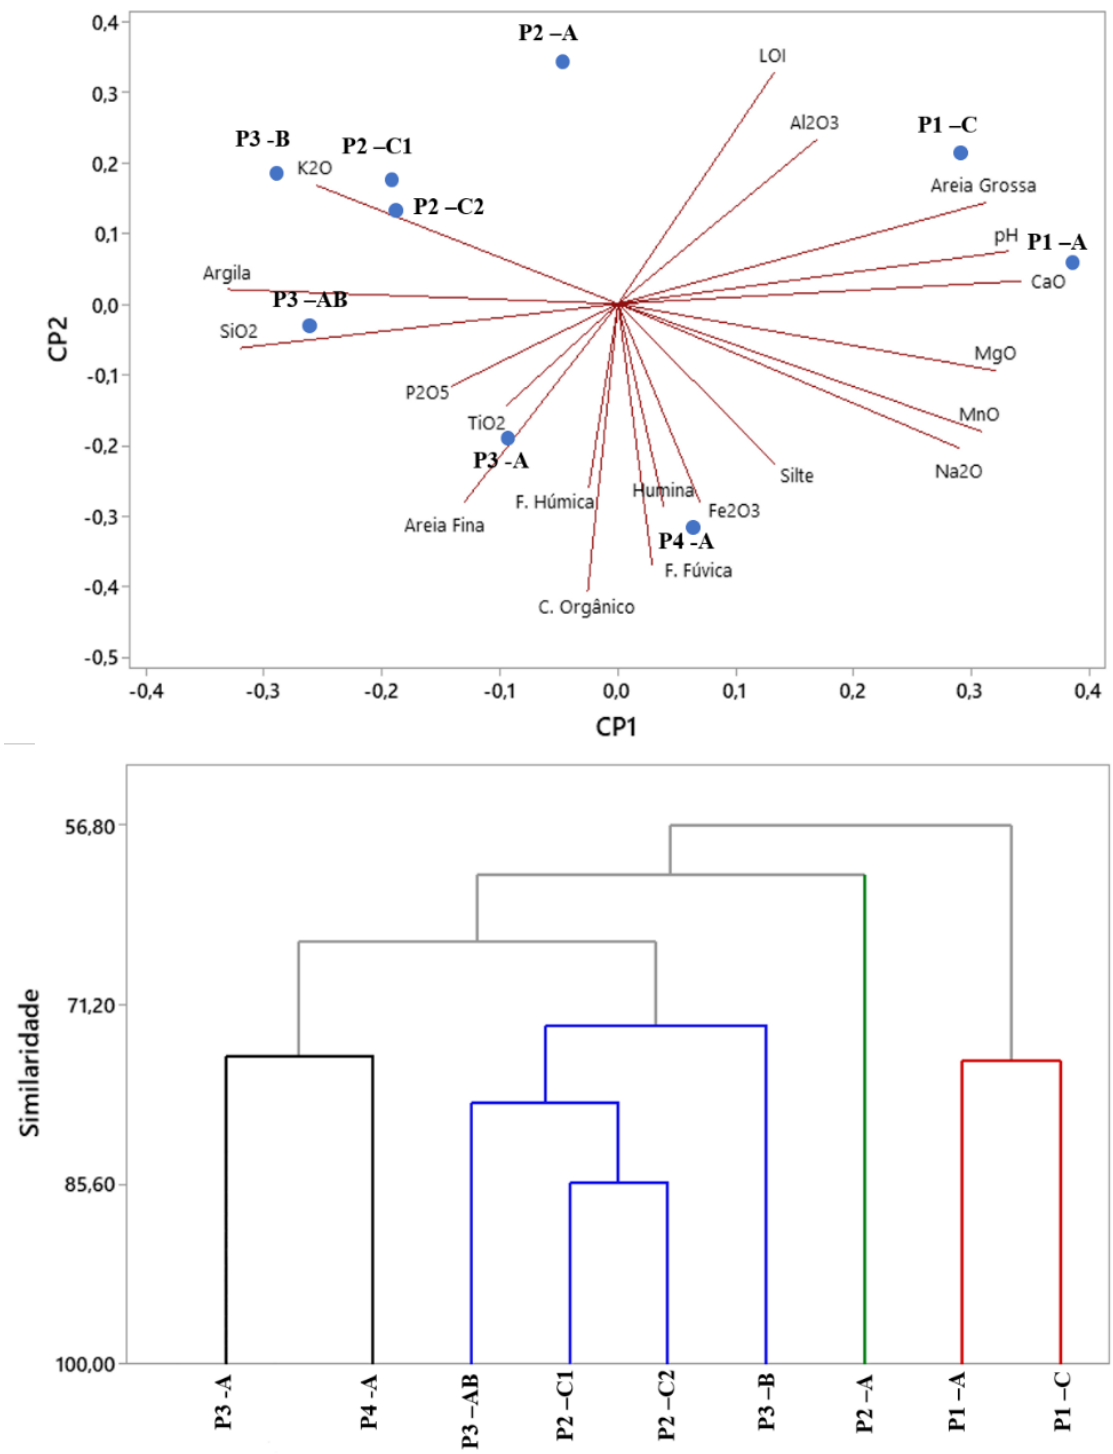 0,4
0,3
0,2
0,1
0,0
-0,1
-0,2
-0,3
-0,4
-0,5
CP2
P2 –A
LOI
Al2O3
P1 –C
P3 -B
P2 –C1
K2O
Areia Grossa
P2 –C2
pH
P1 –A
Argila
CaO
P3 –AB
SiO2
MgO
P2O5
MnO
TiO2
P3 -A
Na2O
Silte
F. Húmica
Humina
Fe2O3
Areia Fina
P4 -A
F. Fúvica
C. Orgânico
-0,4
-0,3
-0,2
-0,1
0,0
0,1
0,2
0,3
0,4
CP1
56,80
71,20
85,60
100,00
Similaridade
P3 -A
P4 -A
P3 –AB
P2 –C1
P2 –C2
P3 –B
P2 –A
P1 –A
P1 –C